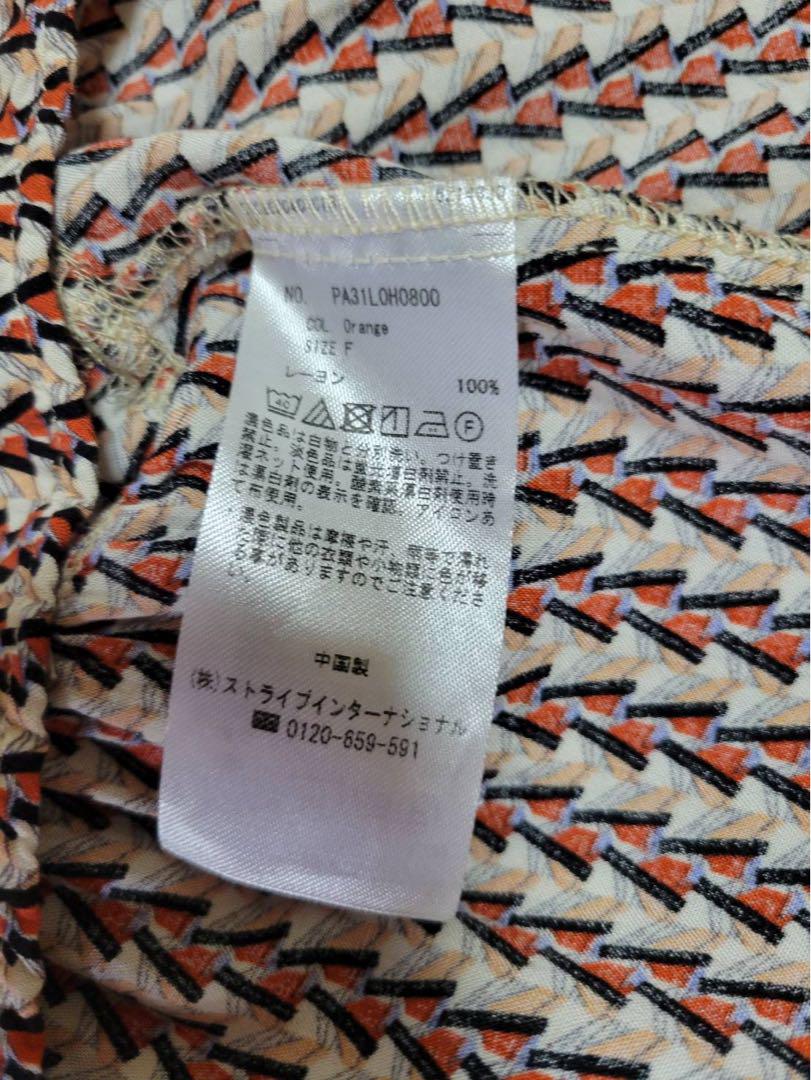 NO. PA31L0H0800
COL Orange
SIZE F
レーヨン 100%
40 F
濃色品は白物と分別洗い。つけ置き
禁止。淡色品は蛍光漂白剤禁止。洗
濯ネット使用。酸素系漂白剤使用時
は漂白剤の表示を確認。アイロンあ
て布使用。
・濃色製品は摩擦や汗、雨等で濡れ
た際に他の衣類や小物類に色が移
る事がありますのでご注意くださ
い。
中国製
(株)ストライプインターナショナル
0120-659-591